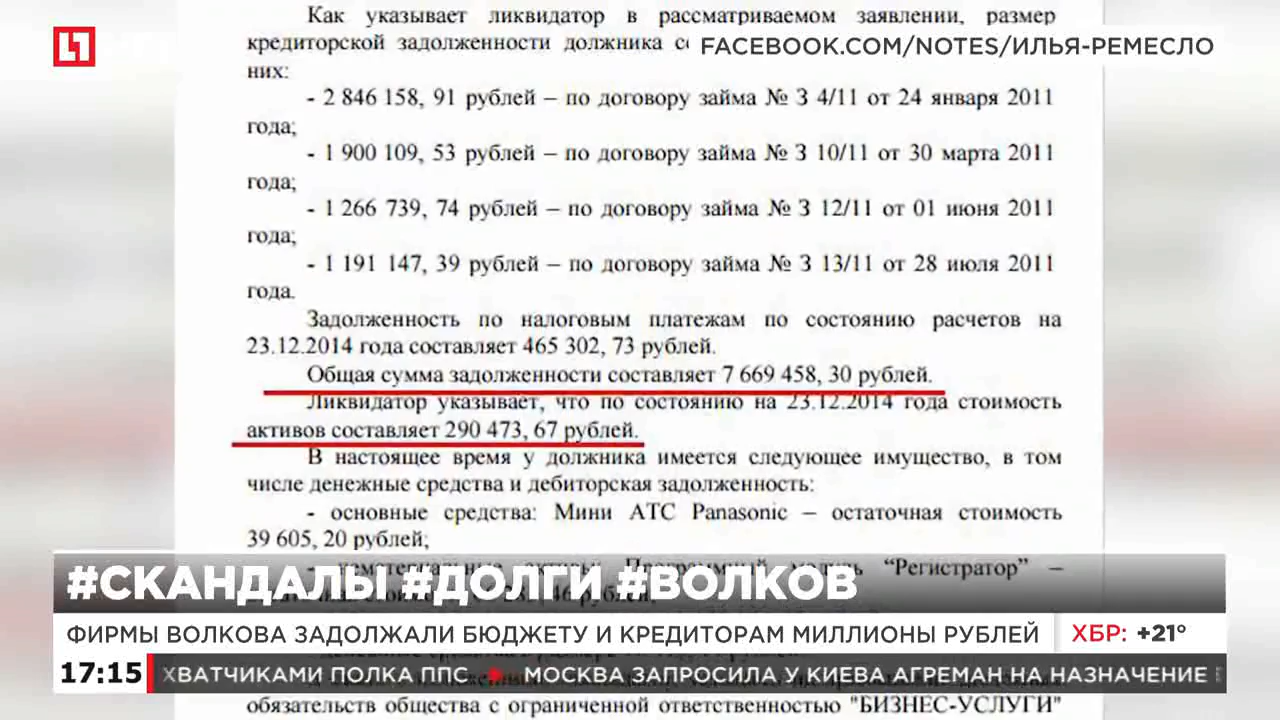 Как указывает ликвидатор в рассматриваемом заявлении, размер
кредиторской задолженности должника
FACEBOOK.COM/NOTES/ИЛЬЯ-РЕМЕСЛО
них:
- 2 846 158, 91 рублей – по договору займа № З 4/11 от 24 января 2011
года;
- 1 900 109, 53 рублей – по договору займа № З 10/11 от 30 марта 2011
года;
- 1 266 739, 74 рублей – по договору займа № З 12/11 от 01 июня 2011
года;
- 1 191 147, 39 рублей – по договору займа № З 13/11 от 28 июля 2011
года.
Задолженность по налоговым платежам по состоянию расчетов на
23.12.2014 года составляет 465 302, 73 рублей.
Общая сумма задолженности составляет 7 669 458, 30 рублей.
Ликвидатор указывает, что по состоянию на 23.12.2014 года стоимость
активов составляет 290 473, 67 рублей.
В настоящее время у должника имеется следующее имущество, в том
числе денежные средства и дебиторская задолженность:
- основные средства: Мини АТС Panasonic – остаточная стоимость
39 605, 20 рублей;
“Регистратор” –
#СКАНДАЛЫ #ДОЛГИ #ВОЛКОВ
ФИРМЫ ВОЛКОВА ЗАДОЛЖАЛИ БЮДЖЕТУ И КРЕДИТОРАМ МИЛЛИОНЫ РУБЛЕЙ
ХБР: +21°
17:15
ХВАТЧИКАМИ ПОЛКА ППС • МОСКВА ЗАПРОСИЛА У КИЕВА АГРЕМАН НА НАЗНАЧЕНИЕ
обязательств общества с ограниченной ответственностью "БИЗНЕС-УСЛУГИ"